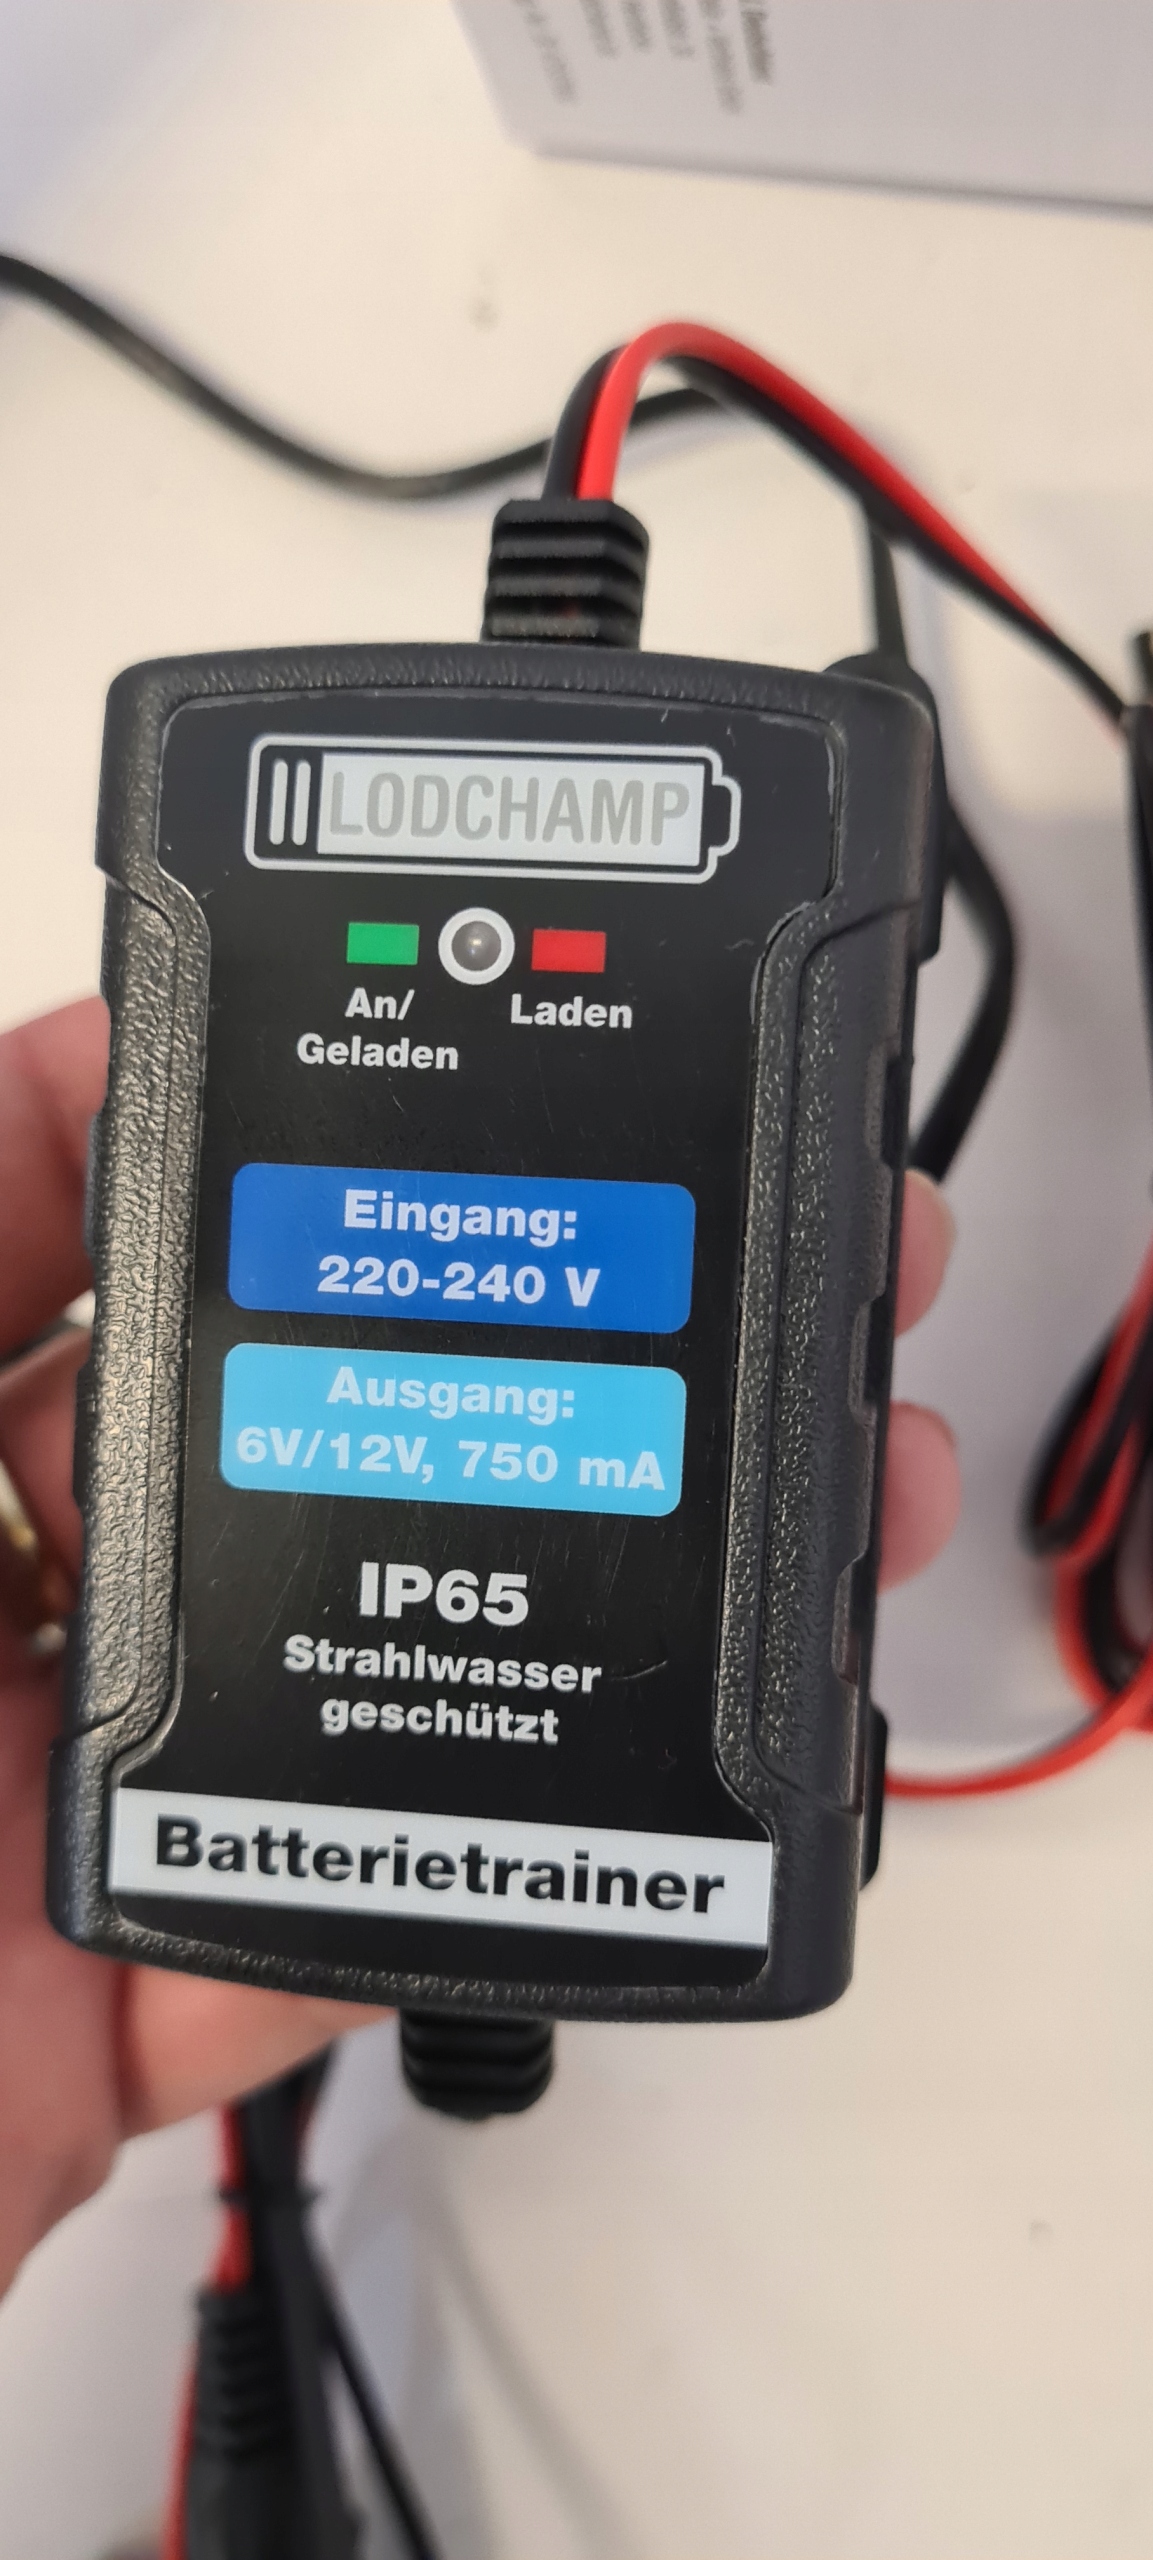 LODCHAMP
An/
Geladen
Laden
Eingang:
220-240 V
Ausgang:
6V/12V, 750 mA
IP65
Strahlwasser
geschützt
Batterietrainer